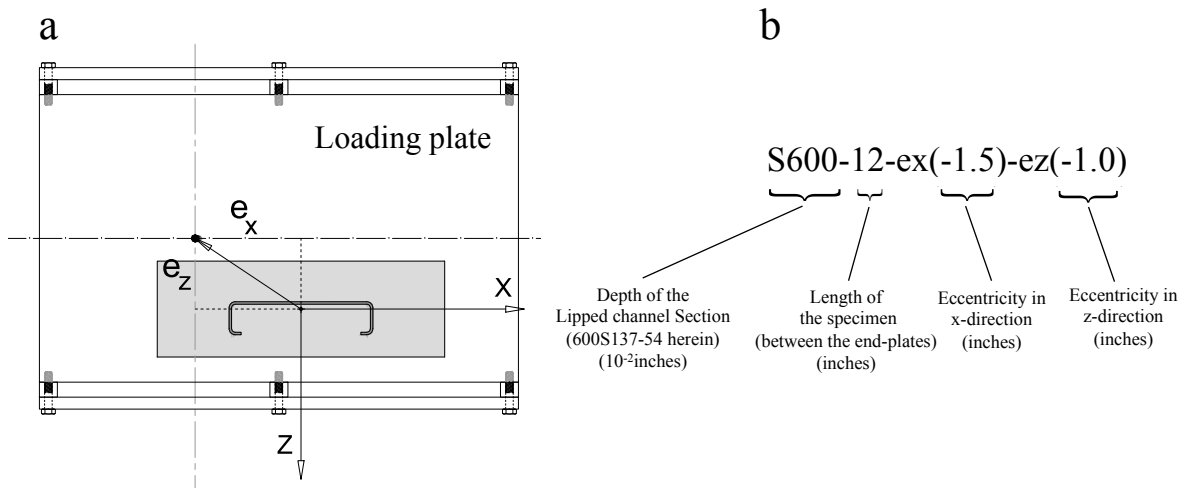 a
Loading plate
ex
ez
X
Z
b
S600-12-ex(-1.5)-ez(-1.0)
Depth of the
Lipped channel Section
(600S137-54 herein)
(10-2inches)
Length of
the specimen
(between the end-plates)
(inches)
Eccentricity in
x-direction
(inches)
Eccentricity in
z-direction
(inches)